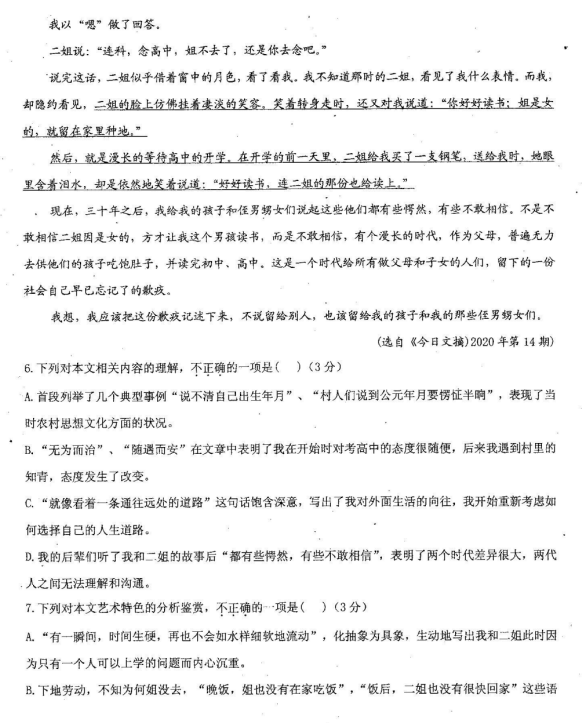 我以“嗯”做了回答。
二姐说：“连科，念高中，姐不去了，还是你去念吧。”
说完这话，二姐似乎借着窗中的月色，看了看我。我不知道那时的二姐，看见了我什么表情。而我，
却隐约看见，二姐的脸上仿佛挂着凄淡的笑容。笑着转身走时，还又对我说道：“你好好读书；姐是女
的，就留在家里种地。”
然后，就是漫长的等待高中的开学。在开学的前一天里，二姐给我买了一支钢笔，送给我时，她眼
里含着泪水，却是依然地笑着说道：“好好读书，连二姐的那份也给读上。”
现在，三十年之后，我给我的孩子和侄男甥女们说起这些他们都有些愕然，有些不敢相信。不是不
敢相信二姐因是女的，方才让我这个男孩读书，而是不敢相信，有个漫长的时代，作为父母，普遍无力
去供他们的孩子吃饱肚子，并读完初中、高中。这是一个时代给所有做父母和子女的人们，留下的一份
社会自己早已忘记了的歉疚。
我想，我应该把这份歉疚记述下来，不说留给别人，也该留给我的孩子和我的那些侄男甥女们。
(选自《今日文摘)2020 年第 14 期)
6.下列对本文相关内容的理解，不正确的一项是( )(3 分)
A.首段列举了几个典型事例“说不清自己出生年月”、“村人们说到公元年月要愣怔半晌”，表现了当
时农村思想文化方面的状况。
B.“无为而治”、“随遇而安”在文章中表明了我在开始时对考高中的态度很随便，后来我遇到村里的
知青，态度发生了改变。
C.“就像看着一条通往远处的道路”这句话饱含深意，写出了我对外面生活的向往，我开始重新考虑如
何选择自己的人生道路。
D.我的后辈们听了我和二姐的故事后“都有些愕然，有些不敢相信”，表明了两个时代差异很大，两代
人之间无法理解和沟通。
7.下列对本文艺术特色的分析鉴赏，不正确的一项是( )(3 分)
A.“有一瞬间，时间生硬，再也不会如水样细软地流动”，化抽象为具象，生动地写出我和二姐此时因
为只有一个人可以上学的问题而内心沉重。
B.下地劳动，不知为何姐没去，“晚饭，姐也没有在家吃饭”，“饭后，二姐也没有很快回家”这些语